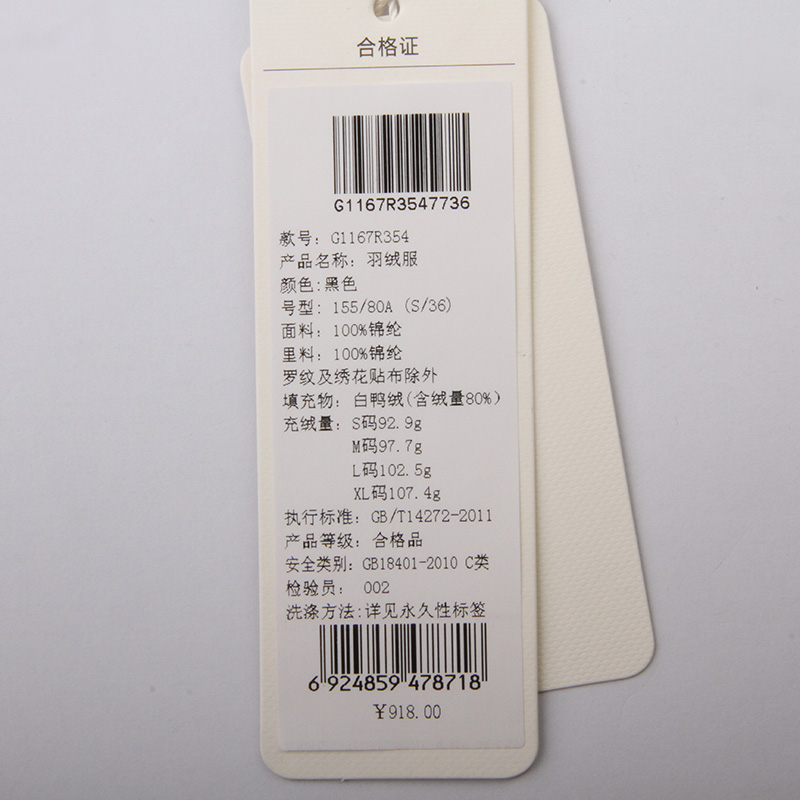 合格证
G1167R3547736
款号: G1167R354
产品名称: 羽绒服
颜色:黑色
号型: 155/80A (S/36)
面料: 100%锦纶
里料: 100%锦纶
罗纹及绣花贴布除外
填充物: 白鸭绒(含绒量80%)
充绒量: S码92.9g
M码97.7g
L码102.5g
XL码107.4g
执行标准: GB/T14272-2011
产品等级: 合格品
安全类别: GB18401-2010 C类
检验员: 002
洗涤方法:详见永久性标签
6 924859 478718
￥918.00